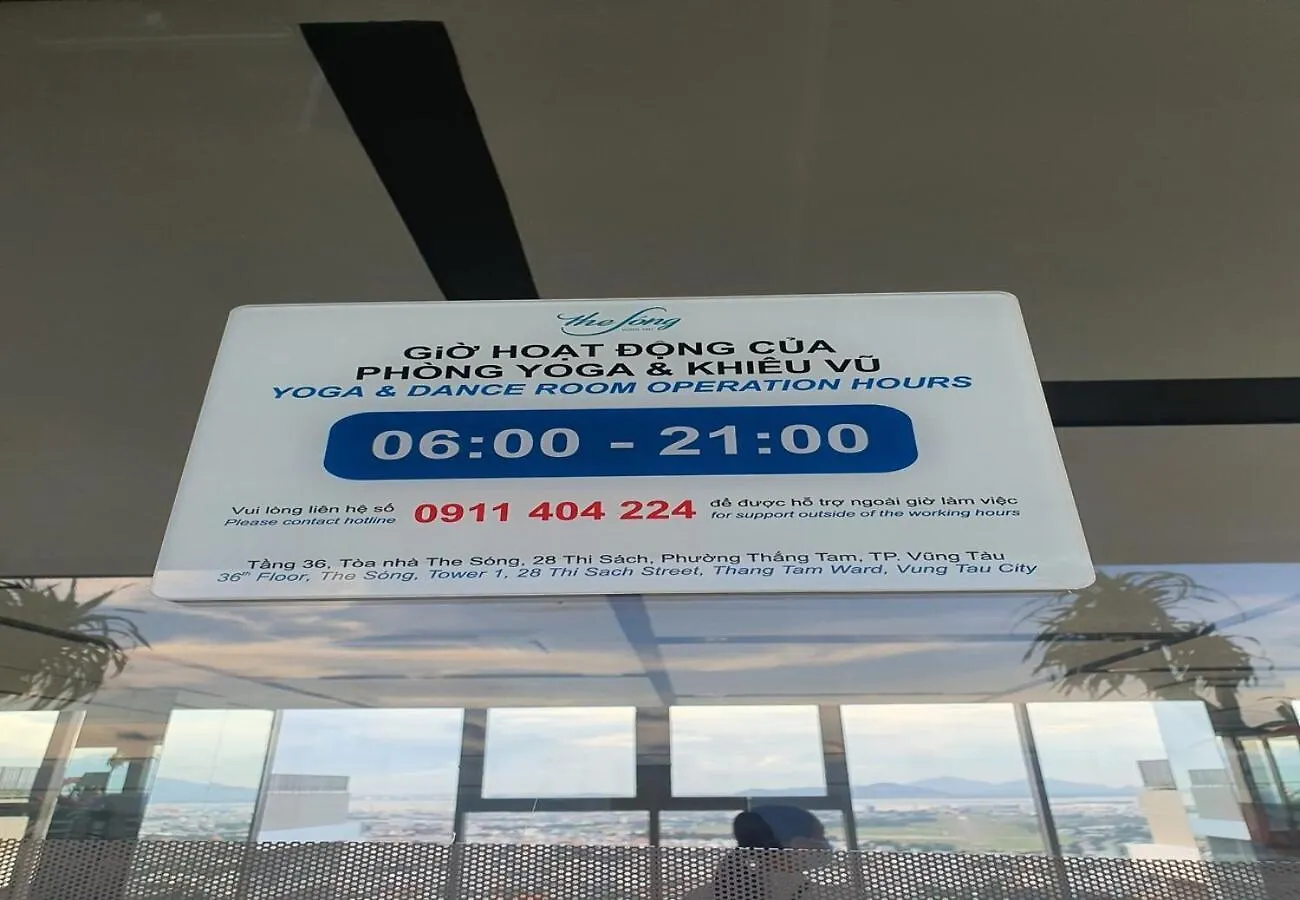 The Sóng
GiỜ HOẠT ĐỘNG CỦA
PHÒNG YOGA & KHIÊU VŨ
YOGA & DANCE ROOM OPERATION HOURS
06:00 - 21:00
Vui lòng liên hệ số 0911 404 224 để được hỗ trợ ngoài giờ làm việc
Please contact hotline for support outside of the working hours
Tầng 36, Tòa nhà The Sóng, 28 Thi Sách, Phường Thắng Tam, TP. Vũng Tàu
36th Floor, The Sóng, Tower 1, 28 Thi Sach Street, Thang Tam Ward, Vung Tau City